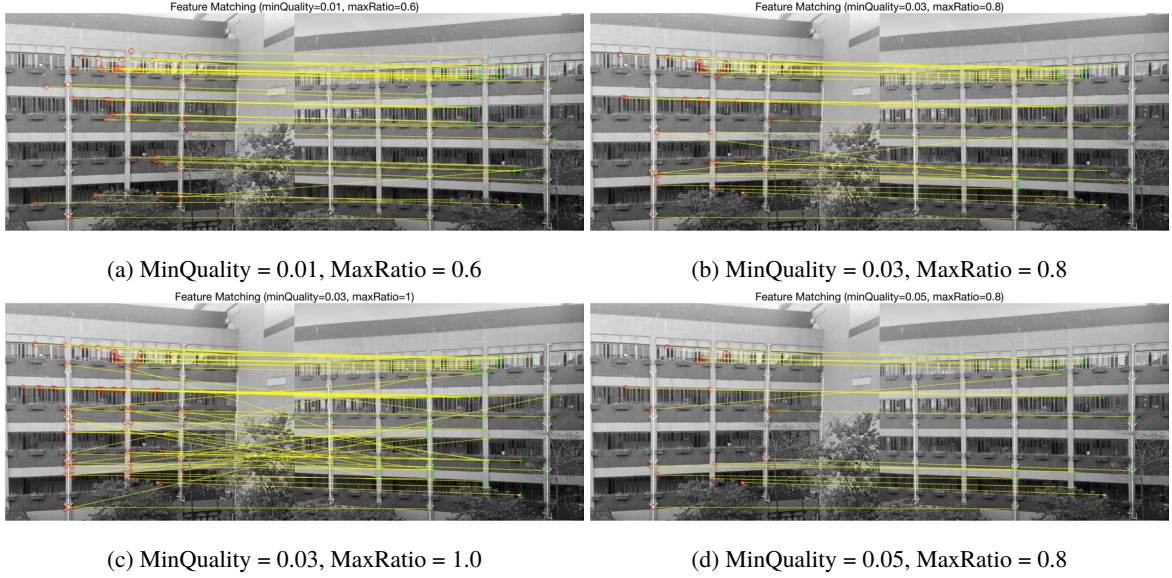 Feature Matching (minQuality=0.01, maxRatio=0.6)
Feature Matching (minQuality=0.03, maxRatio=0.8)
(a) MinQuality = 0.01, MaxRatio = 0.6
(b) MinQuality = 0.03, MaxRatio = 0.8
Feature Matching (minQuality=0.03, maxRatio=1)
Feature Matching (minQuality=0.05, maxRatio=0.8)
(c) MinQuality = 0.03, MaxRatio = 1.0
(d) MinQuality = 0.05, MaxRatio = 0.8